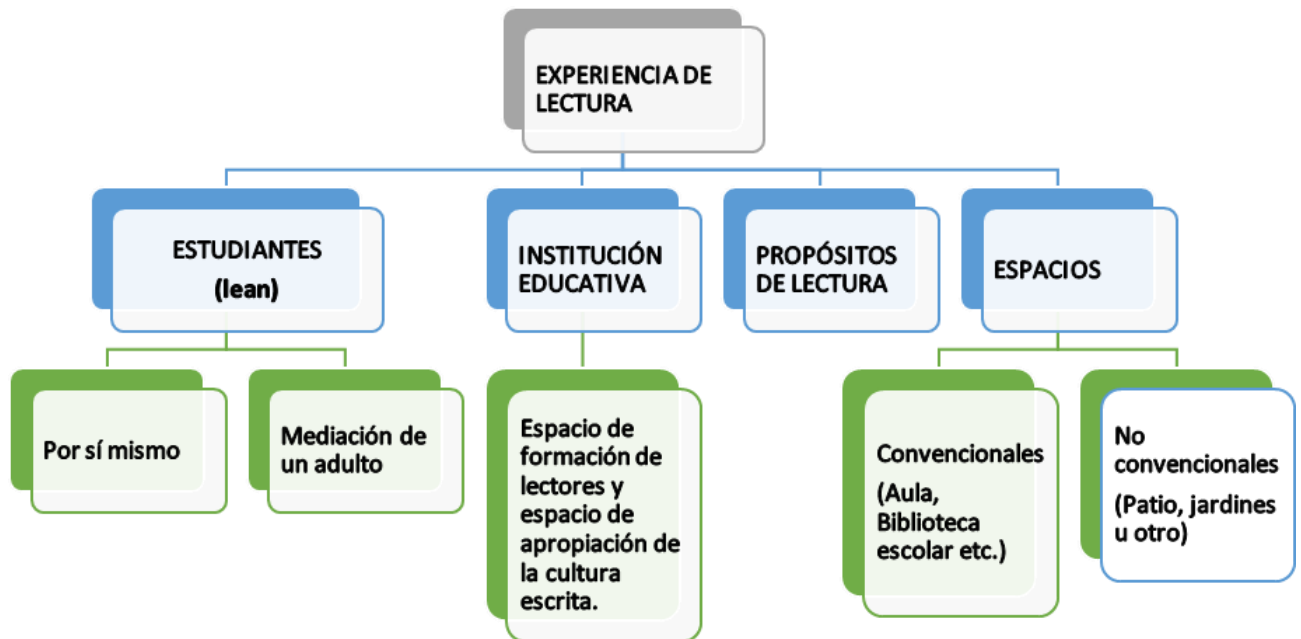 EXPERIENCIA DE
LECTURA
ESTUDIANTES
(lean)
INSTITUCIÓN
EDUCATIVA
PROPÓSITOS
DE LECTURA
ESPACIOS
Por sí mismo
Mediación de
un adulto
Espacio de
formación de
lectores y
espacio de
apropiación de
la cultura
escrita.
Convencionales
(Aula,
Biblioteca
escolar etc.)
No
convencionales
(Patio, jardines
u otro)